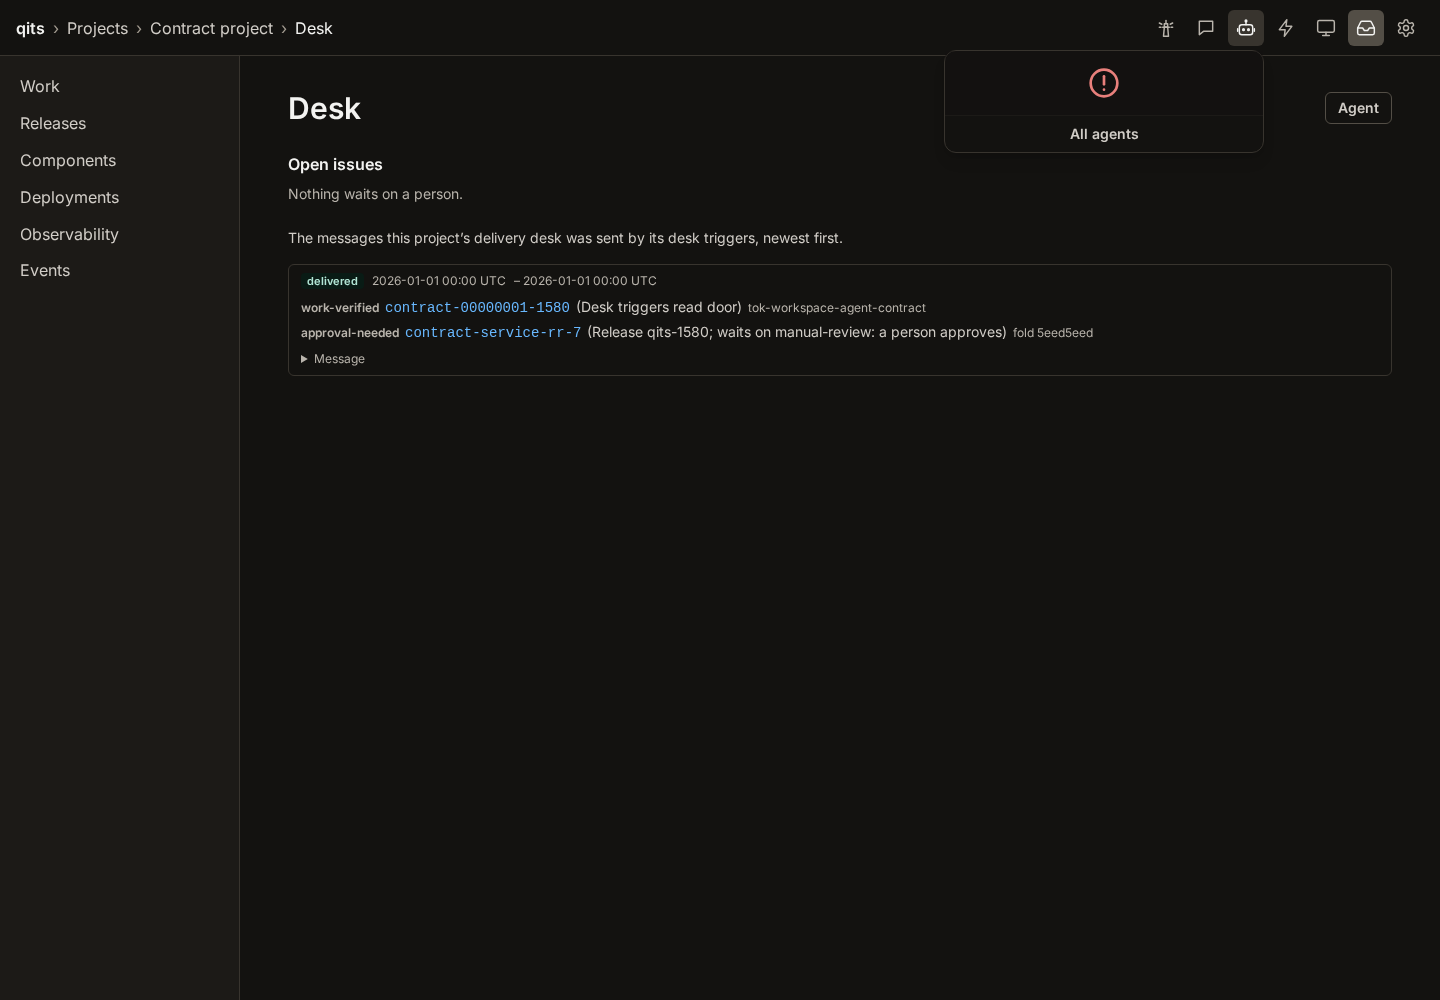 qits › Projects › Contract project › Desk
Work
Releases
Components
Deployments
Observability
Events
All agents
Desk
Agent
Open issues
Nothing waits on a person.
The messages this project’s delivery desk was sent by its desk triggers, newest first.
delivered 2026-01-01 00:00 UTC – 2026-01-01 00:00 UTC
work-verified contract-00000001-1580 (Desk triggers read door) tok-workspace-agent-contract
approval-needed contract-service-rr-7 (Release qits-1580; waits on manual-review: a person approves) fold 5eed5eed
Message